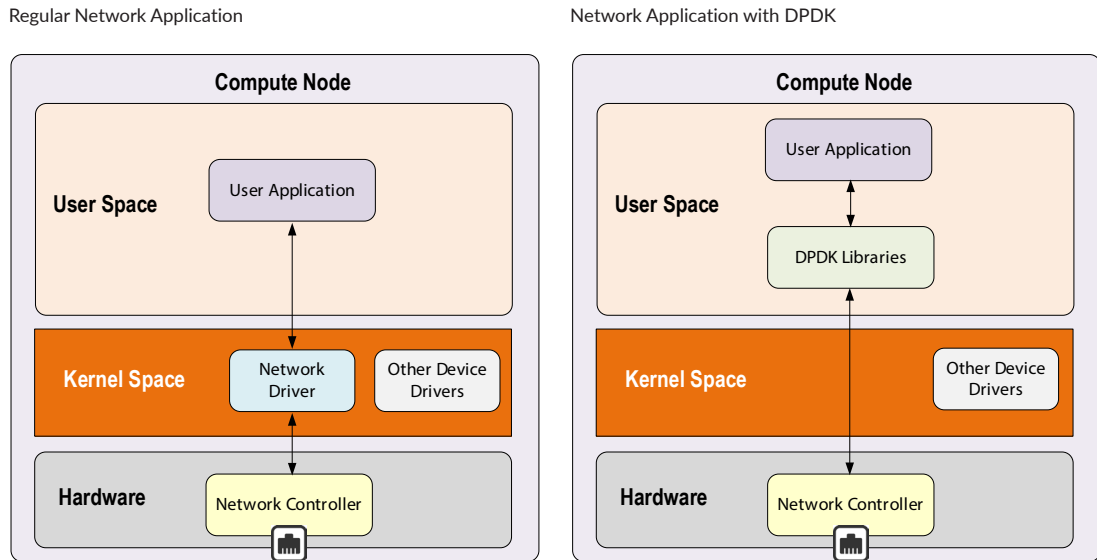 Regular Network Application
Network Application with DPDK
Compute Node
User Application
User Space
Kernel Space
Network
Driver
Other Device
Drivers
Hardware
Network Controller
Compute Node
User Application
User Space
DPDK Libraries
Kernel Space
Other Device
Drivers
Hardware
Network Controller